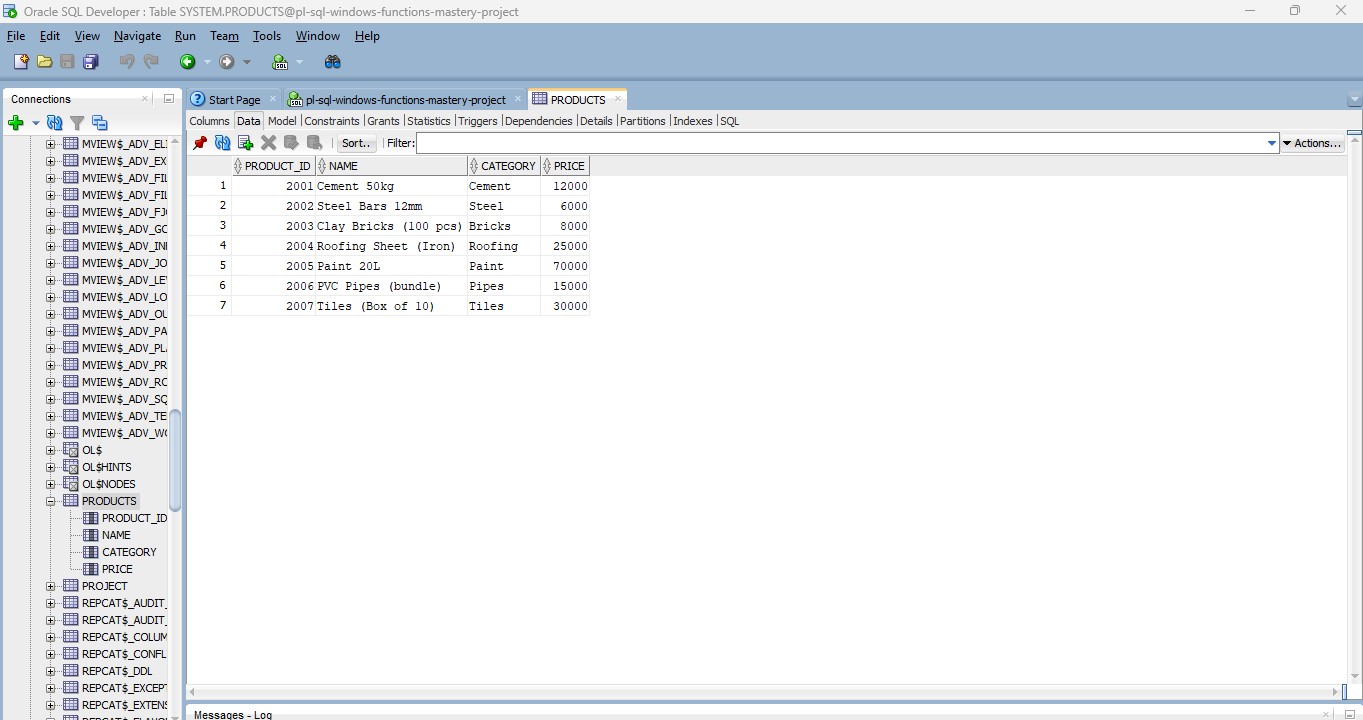 Oracle SQL Developer : Table SYSTEM.PRODUCTS@pl-sql-windows-functions-mastery-project
File Edit View Navigate Run Team Tools Window Help
Connections
MVIEW$_ADV_ELI
MVIEW$_ADV_EX
MVIEW$_ADV_FIL
MVIEW$_ADV_FIL
MVIEW$_ADV_FJ
MVIEW$_ADV_GC
MVIEW$_ADV_INI
MVIEW$_ADV_JO
MVIEW$_ADV_LE
MVIEW$_ADV_LO
MVIEW$_ADV_OU
MVIEW$_ADV_PA
MVIEW$_ADV_PL
MVIEW$_ADV_PR
MVIEW$_ADV_RC
MVIEW$_ADV_SQ
MVIEW$_ADV_TE
MVIEW$_ADV_W
OL$
OL$HINTS
OL$NODES
PRODUCTS
PRODUCT_ID
NAME
CATEGORY
PRICE
PROJECT
REPCAT$_AUDIT_
REPCAT$_AUDIT_
REPCAT$_COLUM
REPCAT$_CONFL
REPCAT$_DDL
REPCAT$_EXCEPT
REPCAT$_EXTENS
Start Page pl-sql-windows-functions-mastery-project PRODUCTS
Columns Data Model Constraints Grants Statistics Triggers Dependencies Details Partitions Indexes SQL
Sort.. Filter: Actions...
PRODUCT_ID NAME CATEGORY PRICE
1 2001 Cement 50kg Cement 12000
2 2002 Steel Bars 12mm Steel 6000
3 2003 Clay Bricks (100 pcs) Bricks 8000
4 2004 Roofing Sheet (Iron) Roofing 25000
5 2005 Paint 20L Paint 70000
6 2006 PVC Pipes (bundle) Pipes 15000
7 2007 Tiles (Box of 10) Tiles 30000
Messages - Log